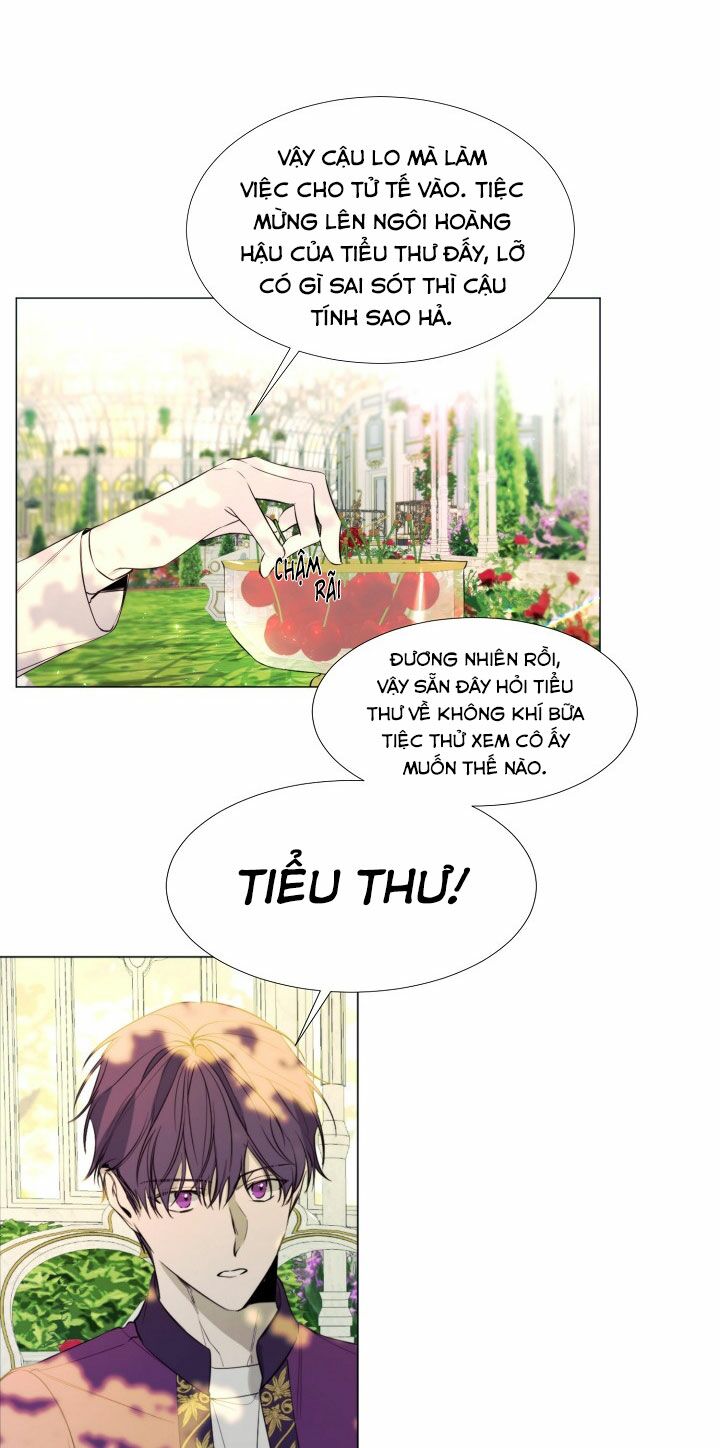 VẬY CẬU LO MÀ LÀM
VIỆC CHO TỬ TẾ VÀO. TIỆC
MỪNG LÊN NGÔI HOÀNG
HẬU CỦA TIỂU THƯ ĐẤY, LỠ
CÓ GÌ SAI SÓT THÌ CẬU
TÍNH SAO HẢ.
CHẬM
RÃI
ĐƯƠNG NHIÊN RỒI,
VẬY SẴN ĐÂY HỎI TIỂU
THƯ VỀ KHÔNG KHÍ BỮA
TIỆC THỬ XEM CÔ ẤY
MUỐN THẾ NÀO.
TIỂU THƯ!